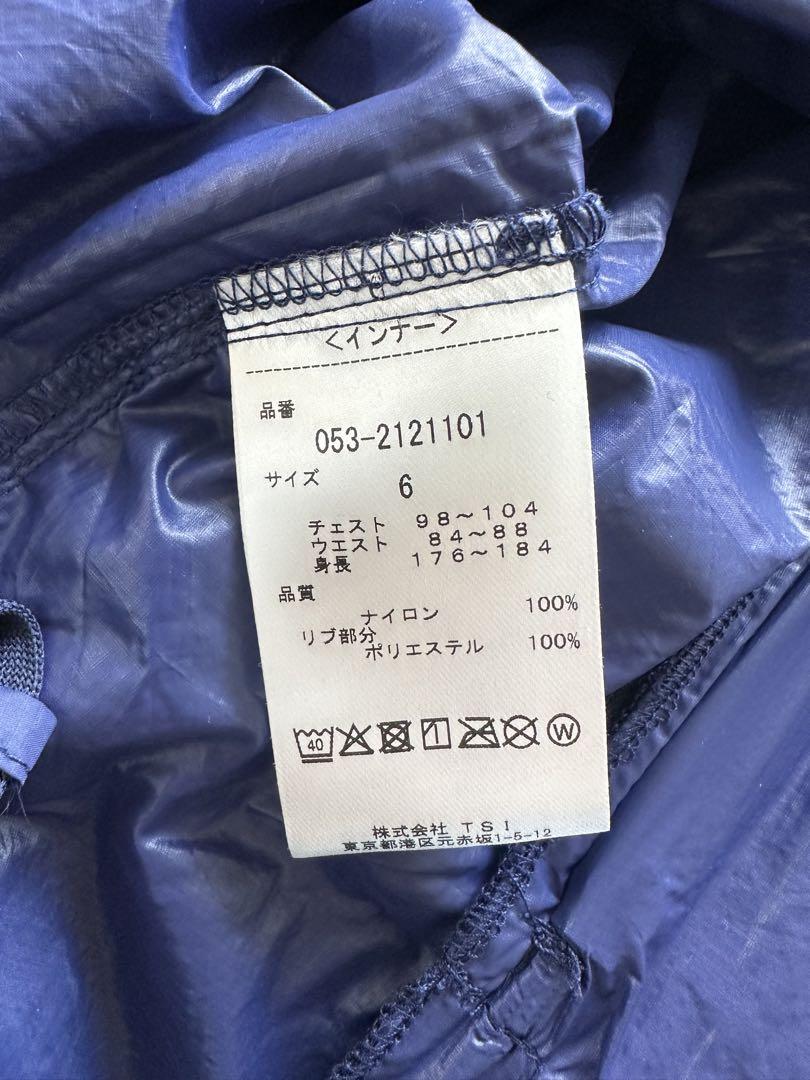 ＜インナー＞
品番
053-2121101
サイズ
6
チェスト 98～104
ウエスト 84～88
身長 176～184
品質
ナイロン 100%
リブ部分
ポリエステル 100%
40 W
株式会社 TSI
東京都港区元赤坂1-5-12